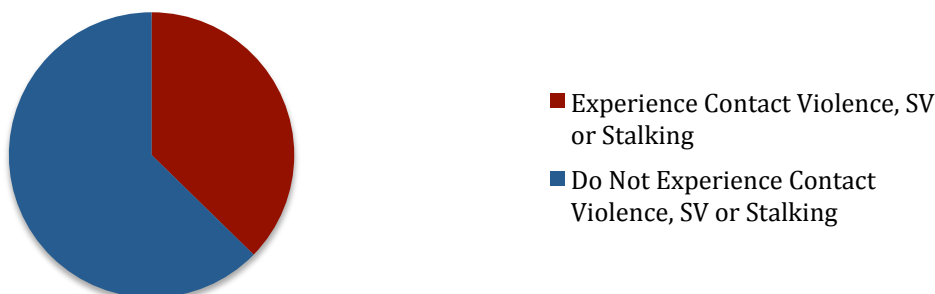 Experience Contact Violence, SV
or Stalking
Do Not Experience Contact
Violence, SV or Stalking